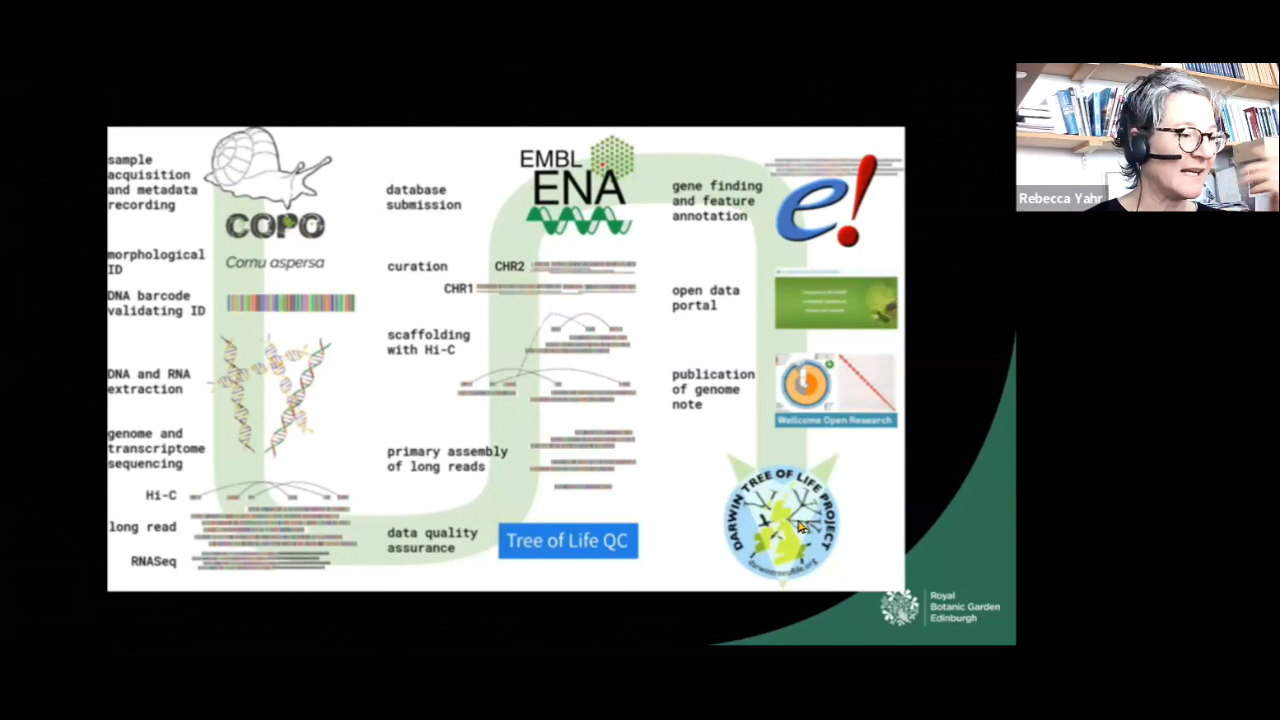 sample
acquisition
and metadata
recording
COPO
Cornu aspersa
morphological
ID
DNA barcode
validating ID
DNA and RNA
extraction
genome and
transcriptome
sequencing
Hi-C
long read
RNASeq
database
submission
EMBL
ENA
curation
CHR2
CHR1
scaffolding
with Hi-C
primary assembly
of long reads
data quality
assurance
Tree of Life QC
gene finding
and feature
annotation
e!
open data
portal
publication
of genome
note
Wellcome Open Research
DARWIN TREE OF LIFE PROJECT
darwintreeoflife.org
Royal
Botanic Garden
Edinburgh
Rebecca Yahr